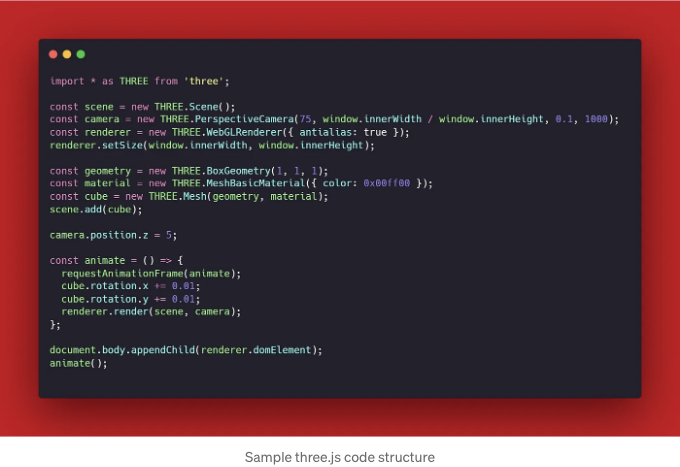 import * as THREE from 'three';
const scene = new THREE.Scene();
const camera = new THREE.PerspectiveCamera(75, window.innerWidth / window.innerHeight, 0.1, 1000);
const renderer = new THREE.WebGLRenderer({ antialias: true });
renderer.setSize(window.innerWidth, window.innerHeight);
const geometry = new THREE.BoxGeometry(1, 1, 1);
const material = new THREE.MeshBasicMaterial({ color: 0x00ff00 });
const cube = new THREE.Mesh(geometry, material);
scene.add(cube);
camera.position.z = 5;
const animate = () => {
  requestAnimationFrame(animate);
  cube.rotation.x += 0.01;
  cube.rotation.y += 0.01;
  renderer.render(scene, camera);
};
document.body.appendChild(renderer.domElement);
animate();
Sample three.js code structure